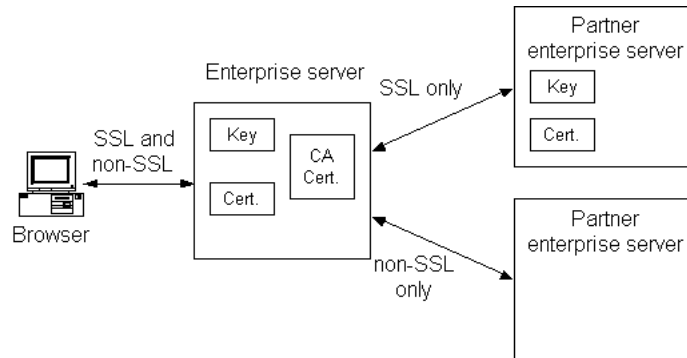 Partner
enterprise server
Key
Cert.
Enterprise server
SSL only
Key
CA
Cert.
Cert.
SSL and
non-SSL
Browser
non-SSL
only
Partner
enterprise server